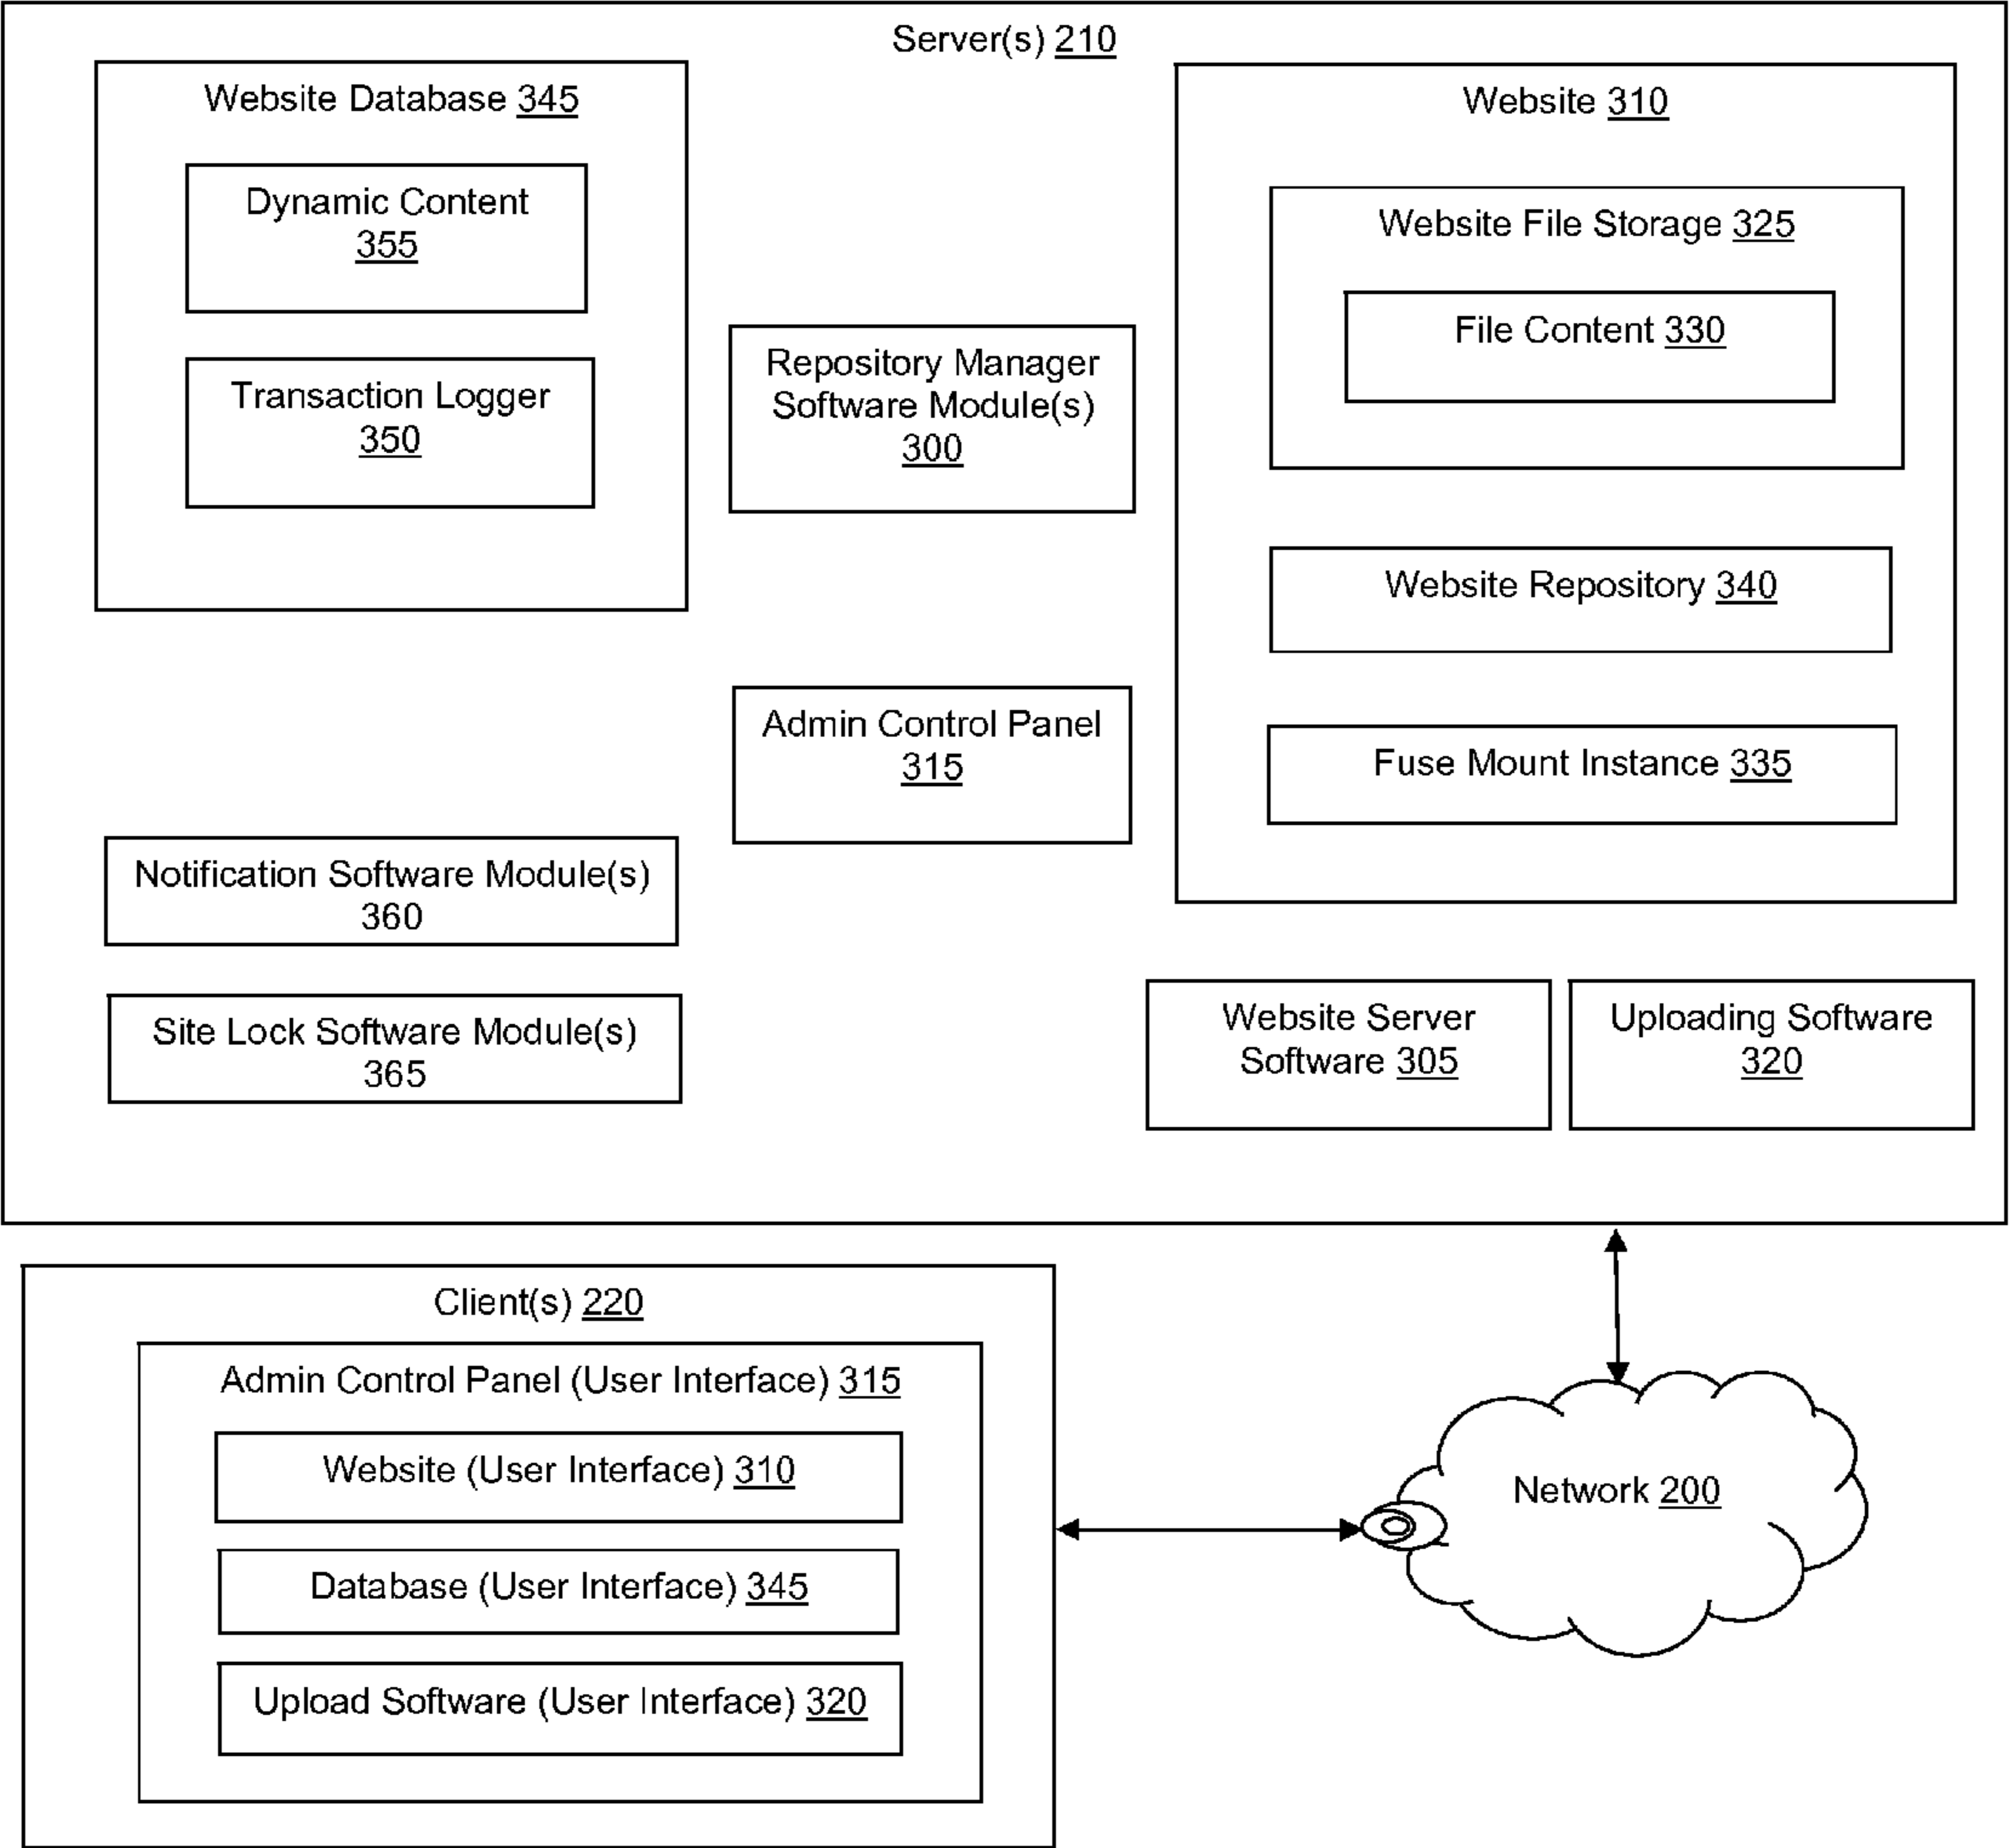 Server(s) 210
Website Database 345
Dynamic Content
355
Transaction Logger
350
Repository Manager
Software Module(s)
300
Admin Control Panel
315
Website 310
Website File Storage 325
File Content 330
Website Repository 340
Fuse Mount Instance 335
Notification Software Module(s)
360
Site Lock Software Module(s)
365
Website Server
Software 305
Uploading Software
320
Client(s) 220
Admin Control Panel (User Interface) 315
Website (User Interface) 310
Database (User Interface) 345
Upload Software (User Interface) 320
Network 200